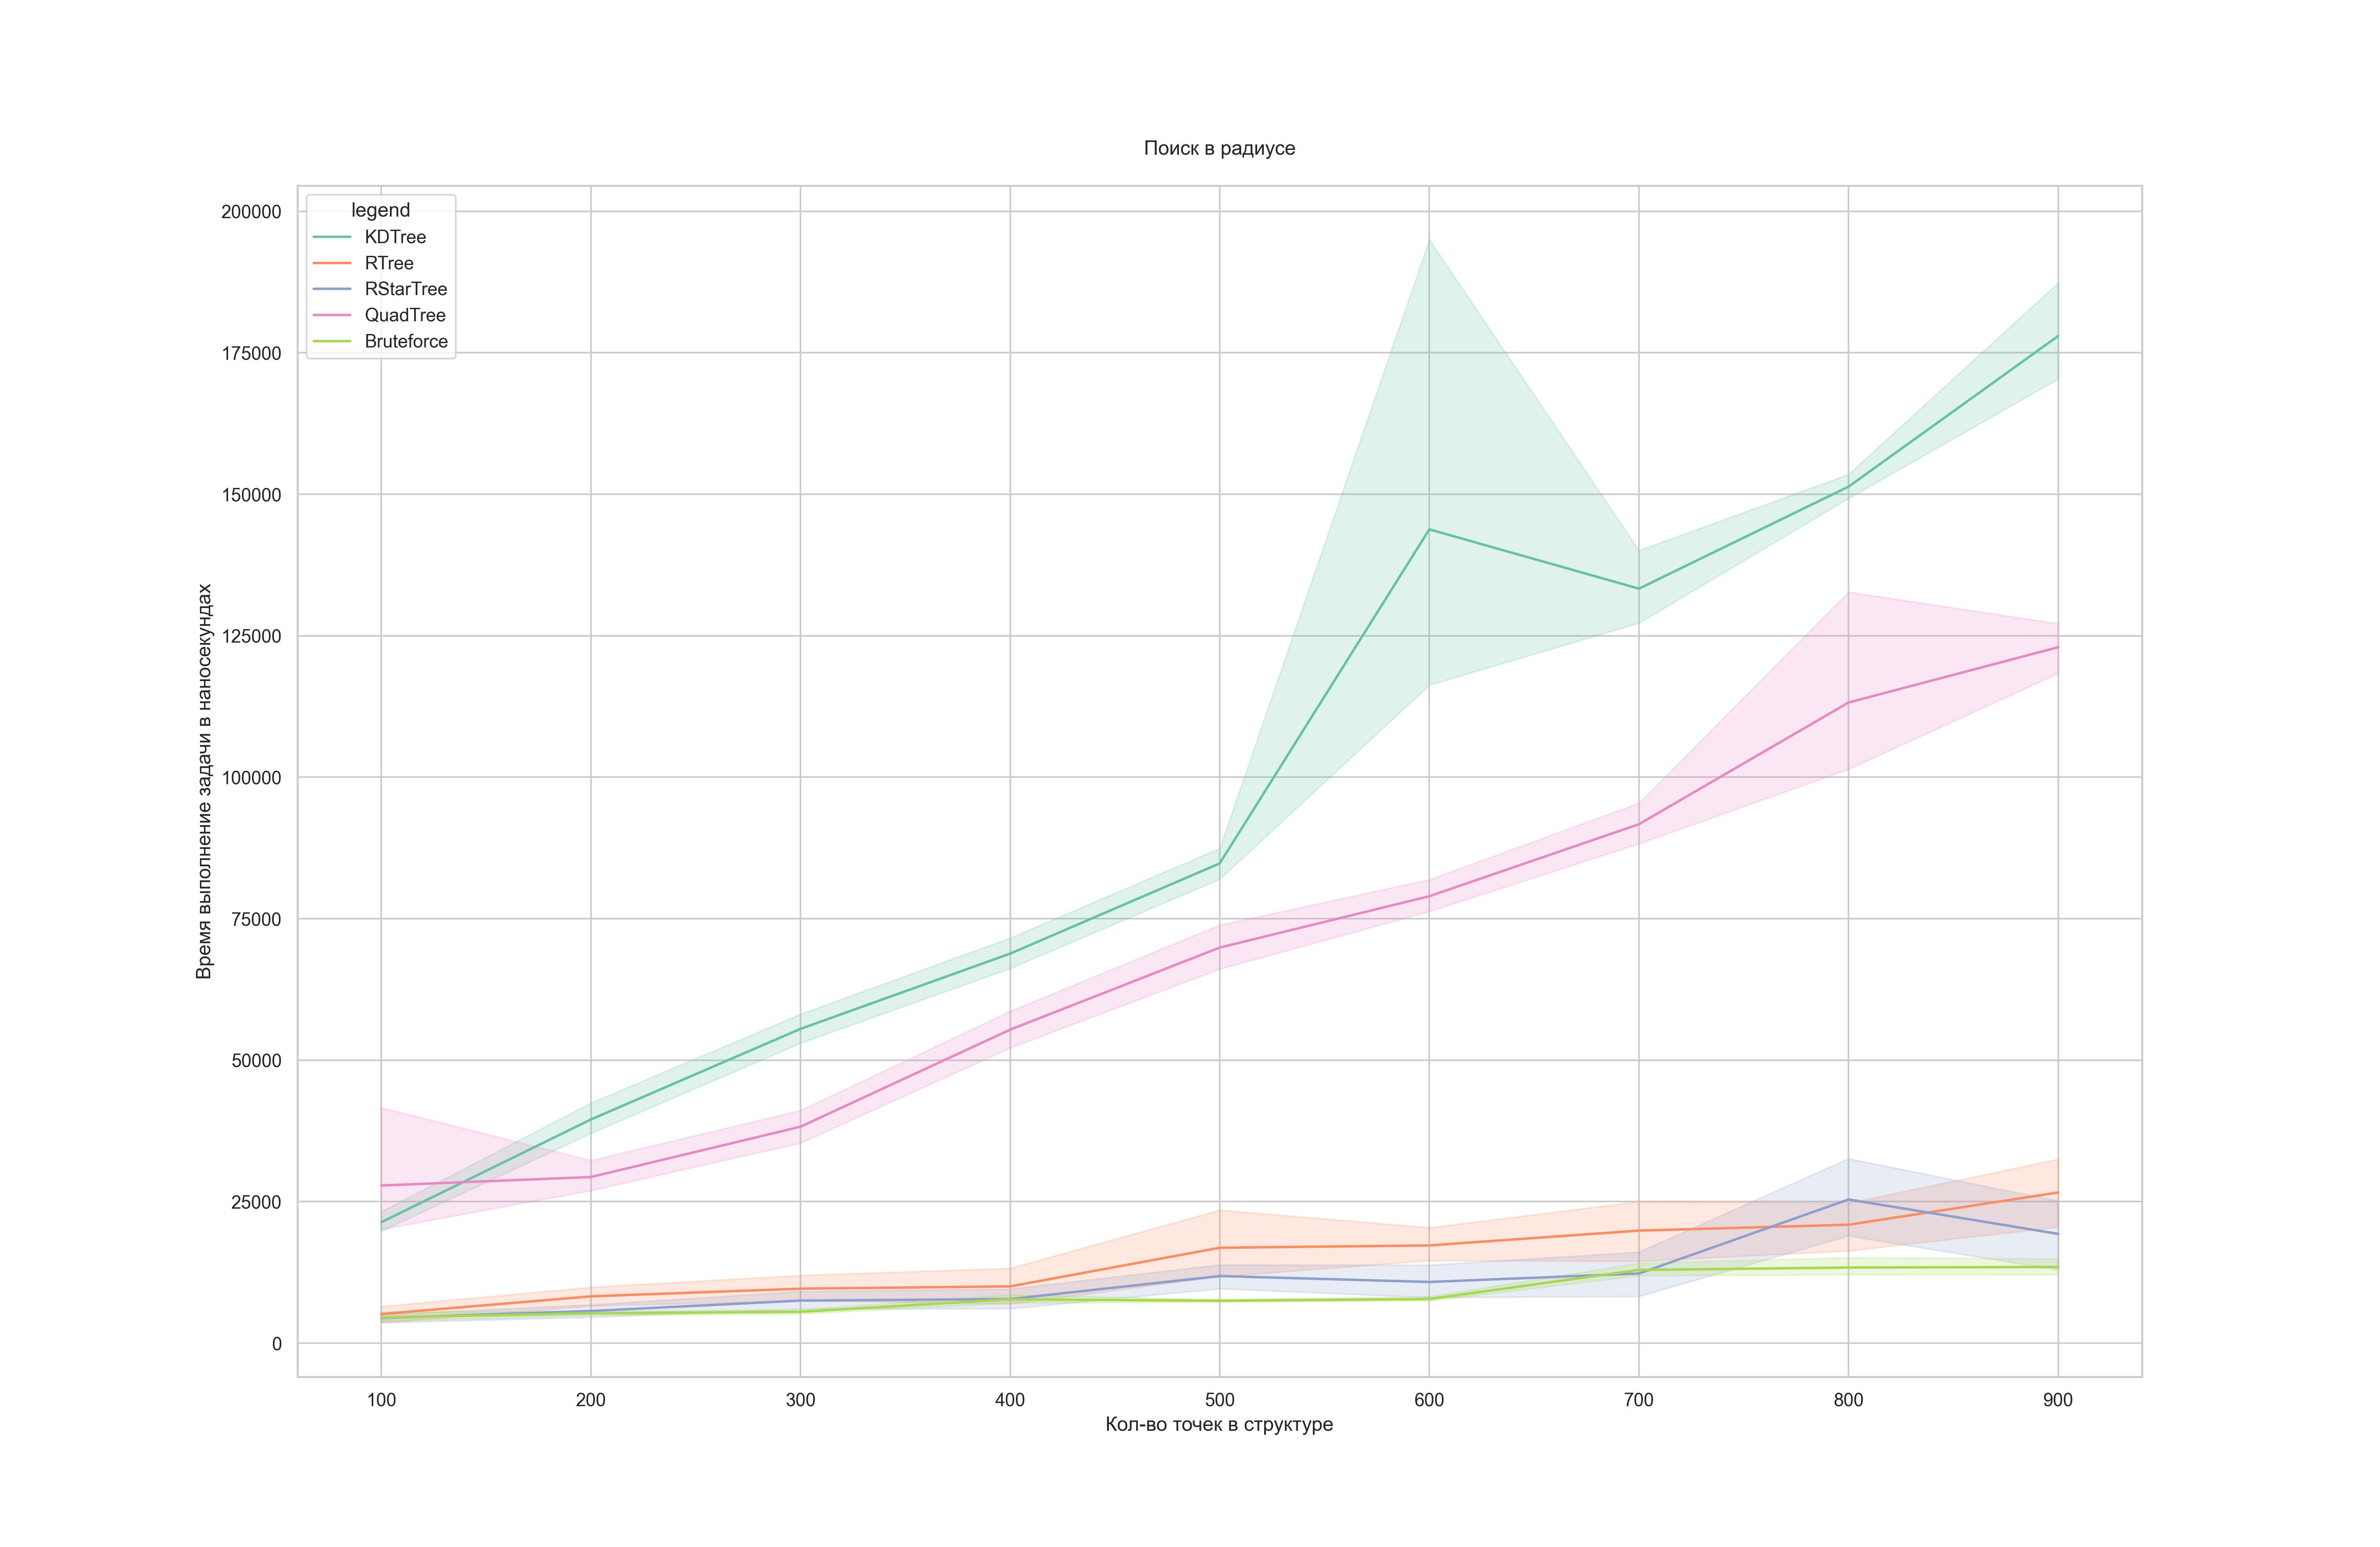 Поиск в радиусе
legend
KDTree
RTree
RStarTree
QuadTree
Bruteforce
200000
175000
150000
125000
100000
75000
50000
25000
0
Время выполнение задачи в наносекундах
100 200 300 400 500 600 700 800 900
Кол-во точек в структуре